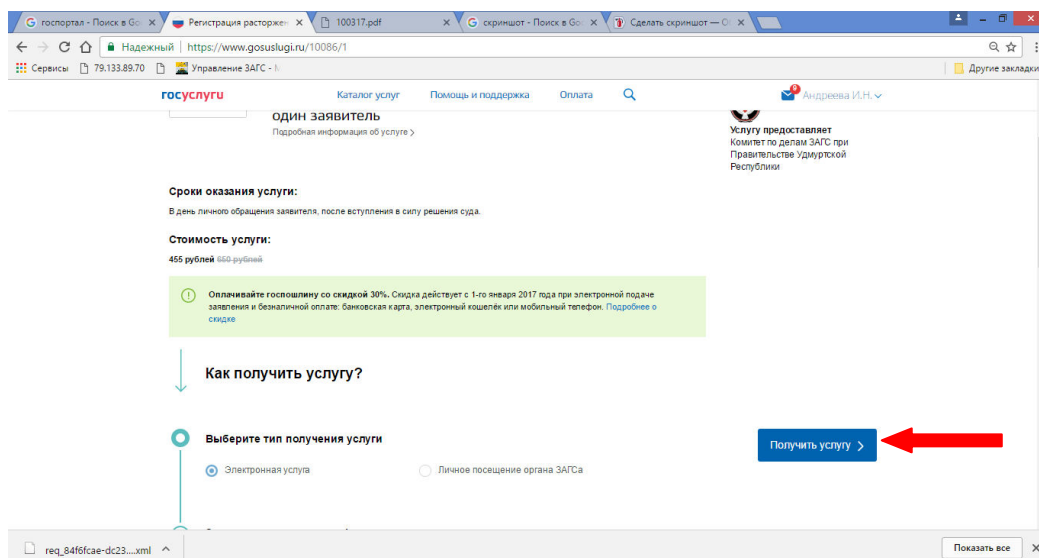 госпортал - Поиск в Go
Регистрация расторже
100317.pdf
скриншот - Поиск в Go
Сделать скриншот — О
Надежный
https://www.gosuslugi.ru/10086/1
Сервисы
79.133.89.70
Управление ЗАГС -
Другие закладки
госуслуги
Каталог услуг
Помощь и поддержка
Оплата
9
Андреева И.Н.
один заявитель
Подробная информация об услуге >
Услугу предоставляет
Комитет по делам ЗАГС при
Правительстве Удмуртской
Республики
Сроки оказания услуги:
В день личного обращения заявителя, после вступления в силу решения суда.
Стоимость услуги:
455 рублей 650 рублей
Оплачивайте госпошлину со скидкой 30%. Скидка действует с 1-го января 2017 года при электронной подаче
заявления и безналичной оплате: банковская карта, электронный кошелёк или мобильный телефон. Подробнее о
скидке
Как получить услугу?
Выберите тип получения услуги
Получить услугу >
Электронная услуга
Личное посещение органа ЗАГСа
req_84f6fcae-dc23....xml
Показать все